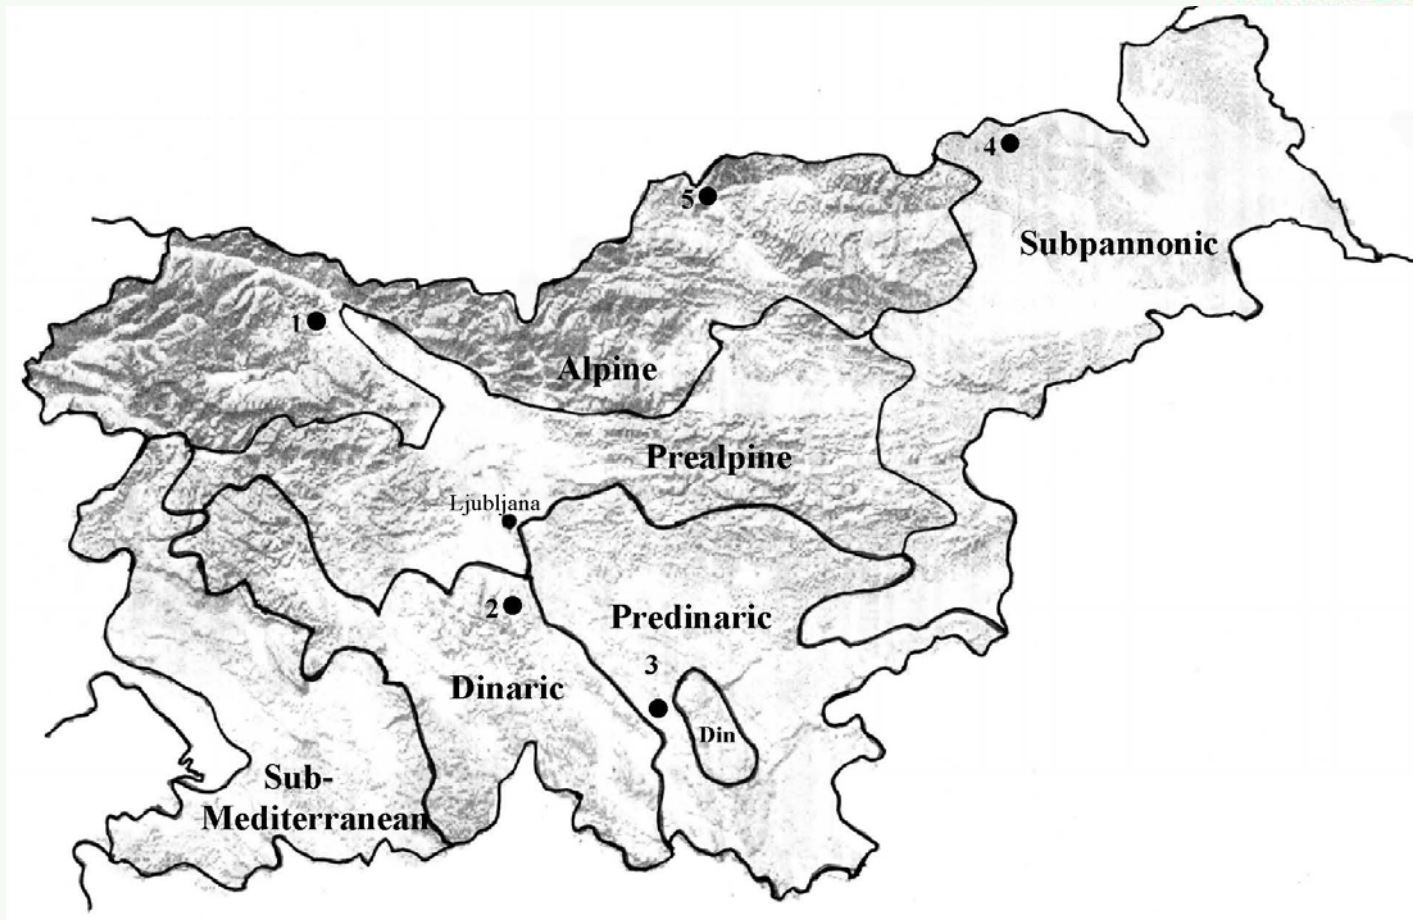 4
5
Subpannonic
1
Alpine
Prealpine
Ljubljana
2
Predinaric
3
Dinaric
Din
Sub-
Mediterranean